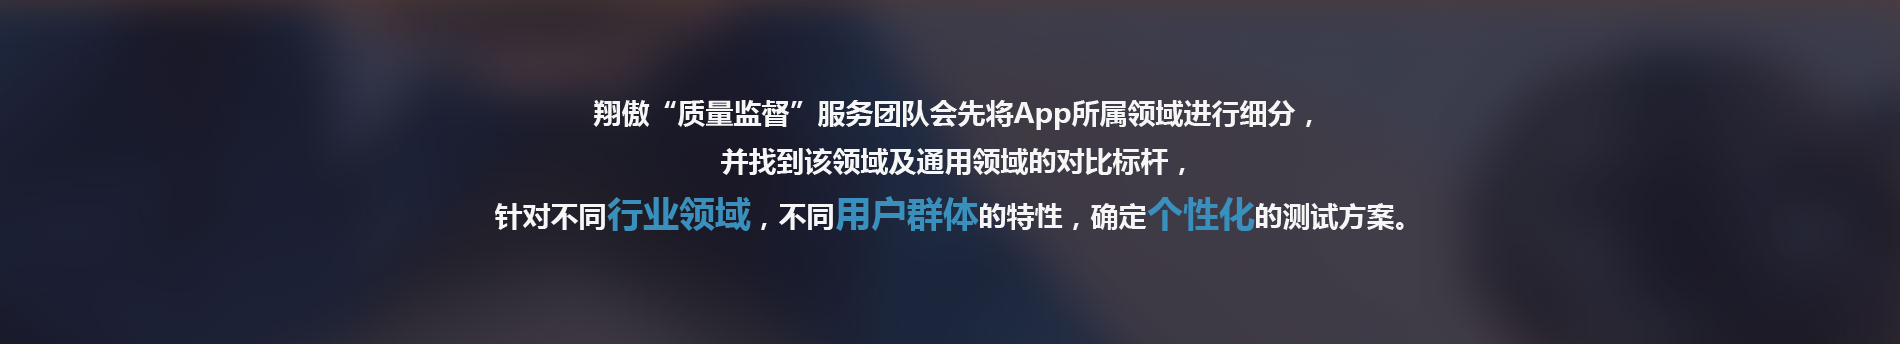 翔傲“质量监督”服务团队会先将App所属领域进行细分，
并找到该领域及通用领域的对比标杆，
针对不同行业领域，不同用户群体的特性，确定个性化的测试方案。